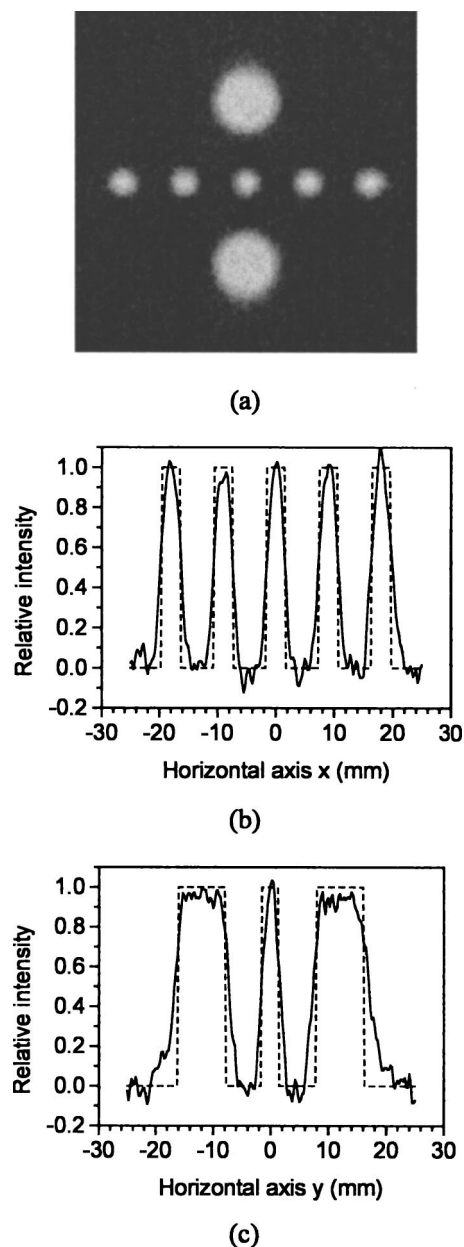 (a)
1.0
0.8
0.6
0.4
0.2
0.0
-0.2
Relative intensity
-30 -20 -10 0 10 20 30
Horizontal axis x (mm)
(b)
1.0
0.8
0.6
0.4
0.2
0.0
-0.2
Relative intensity
-30 -20 -10 0 10 20 30
Horizontal axis y (mm)
(c)